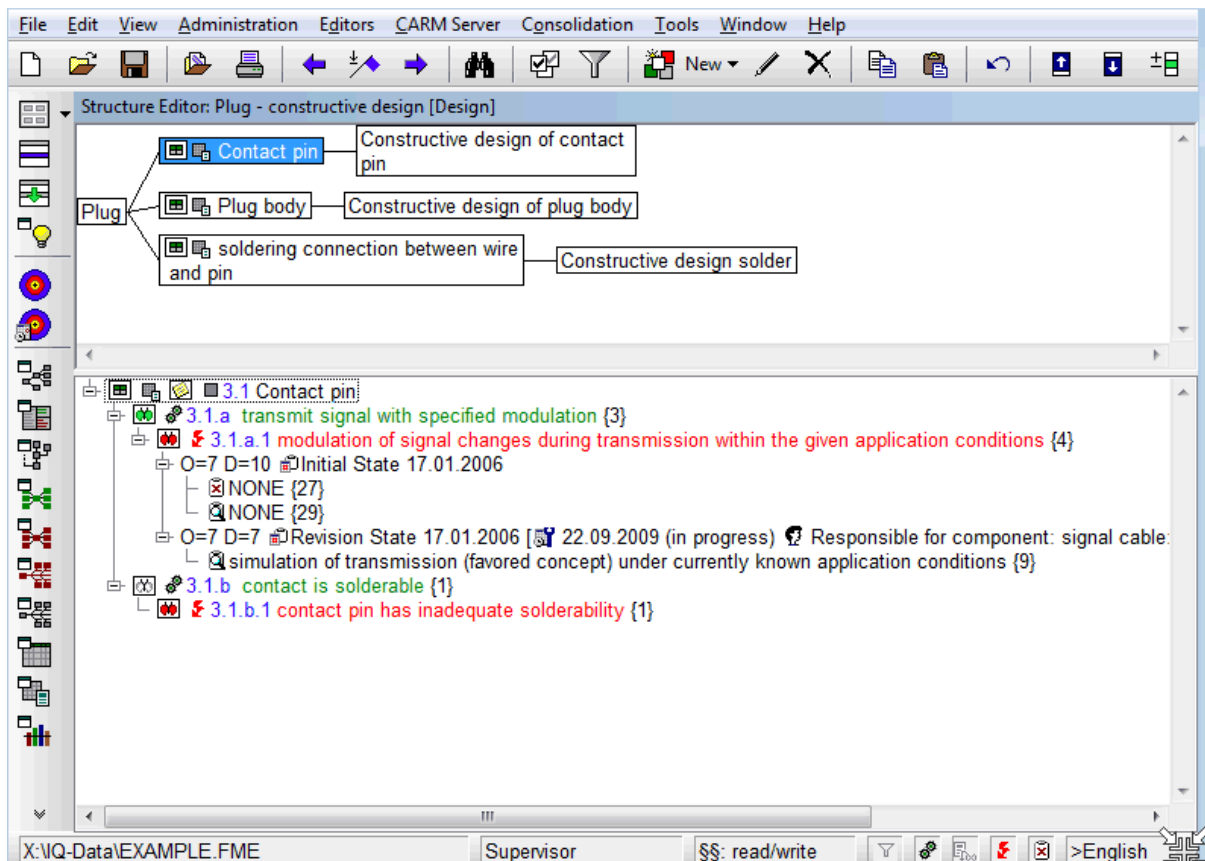 File Edit View Administration Editors CARM Server Consolidation Tools Window Help
New
Structure Editor: Plug - constructive design [Design]
Plug
Contact pin
Constructive design of contact
pin
Plug body
Constructive design of plug body
soldering connection between wire
and pin
Constructive design solder
3.1 Contact pin
3.1.a transmit signal with specified modulation {3}
3.1.a.1 modulation of signal changes during transmission within the given application conditions {4}
O=7 D=10 Initial State 17.01.2006
NONE {27}
NONE {29}
O=7 D=7 Revision State 17.01.2006 [ 22.09.2009 (in progress) Responsible for component: signal cable:
simulation of transmission (favored concept) under currently known application conditions {9}
3.1.b contact is solderable {1}
3.1.b.1 contact pin has inadequate solderability {1}
X:\IQ-Data\EXAMPLE.FME Supervisor §§: read/write >English